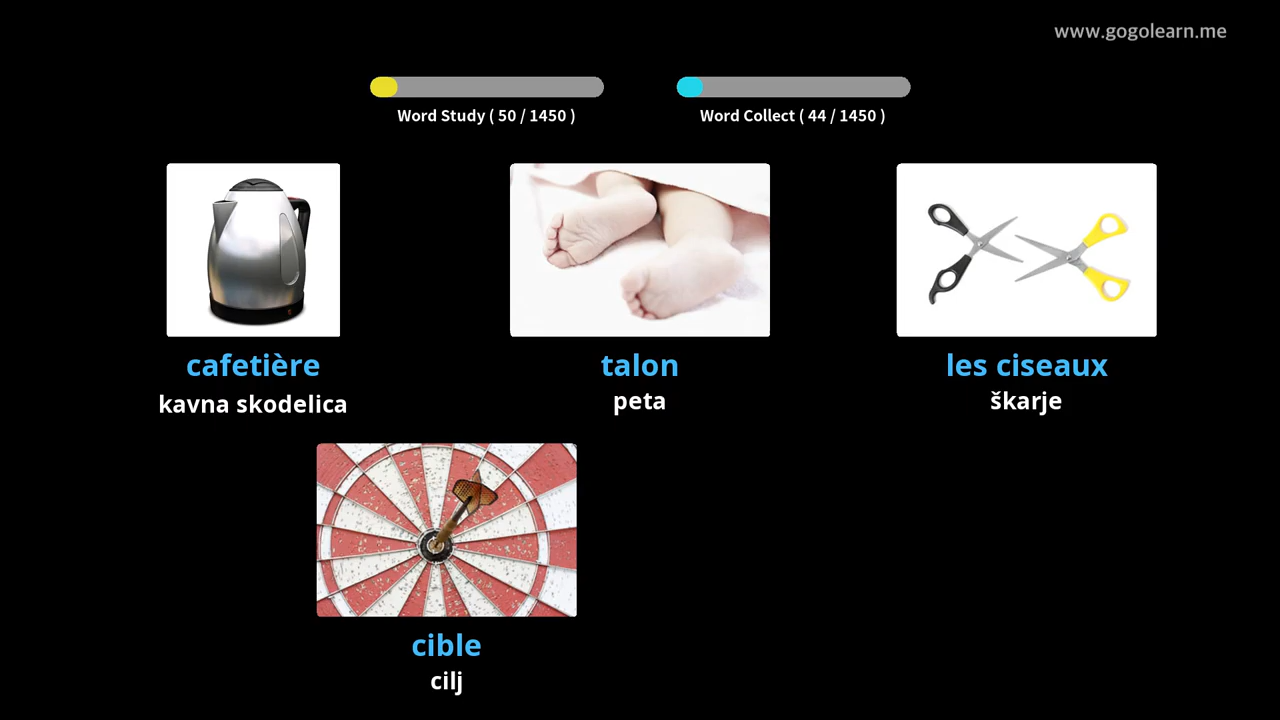 www.gogolearn.me
Word Study ( 50 / 1450 )
Word Collect ( 44 / 1450 )
cafetière
kavna skodelica
talon
peta
les ciseaux
škarje
cible
cilj